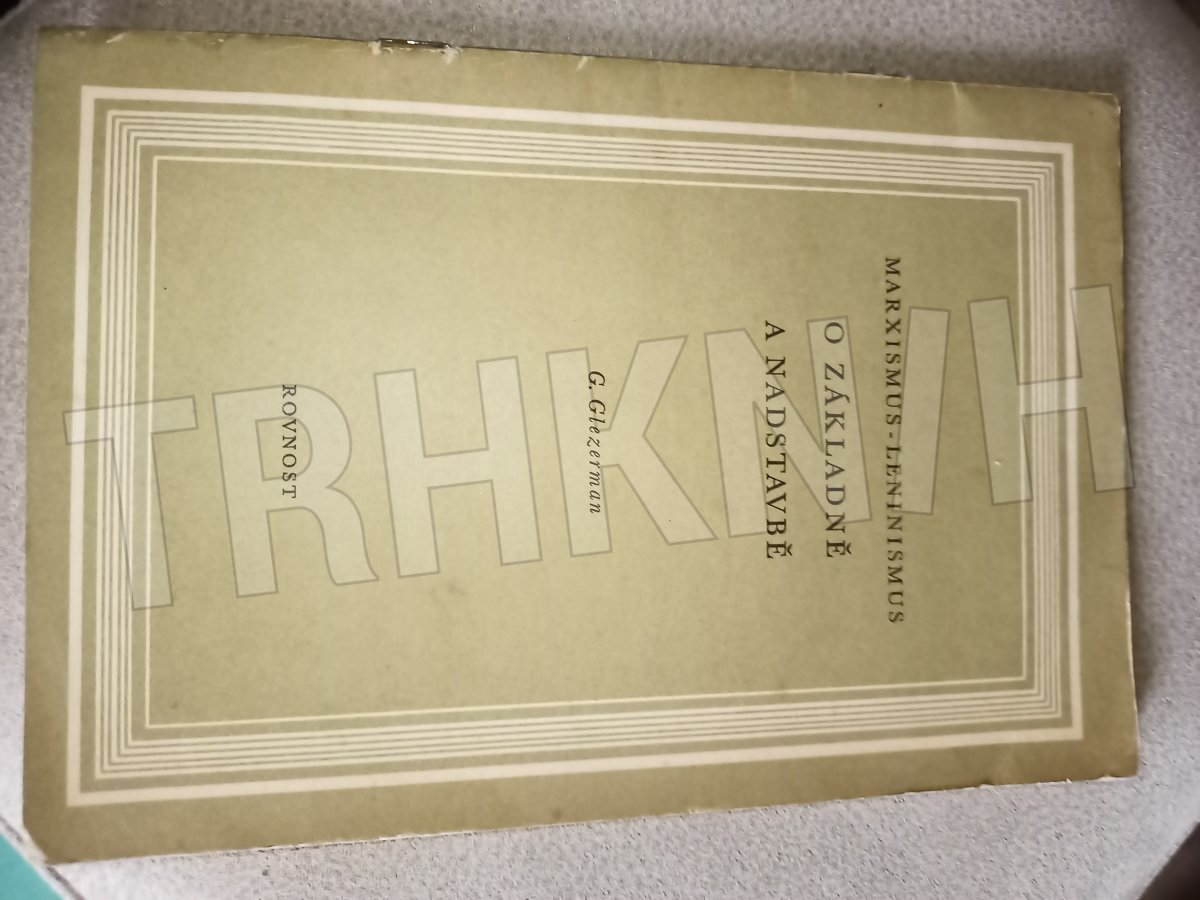 MARXISMUS-LENINISMUS
O ZÁKLADNĚ
A NADSTAVBĚ
G. Glezerman
ROVNOST
TRHKNIH